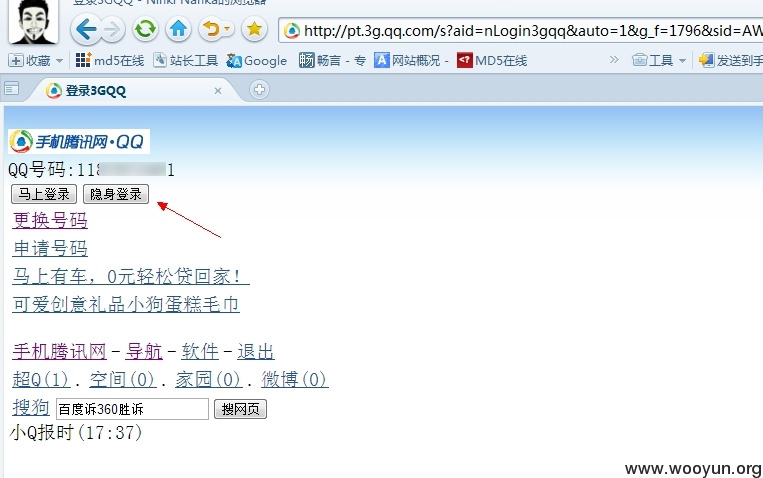 登录3GQQ - Ninki Nanka的浏览器
http://pt.3g.qq.com/s?aid=nLogin3gqq&auto=1&g_f=1796&sid=AW
收藏 md5在线 站长工具 Google 畅言 - 专 网站概况 - MD5在线 » 工具 发送到手
登录3GQQ
手机腾讯网·QQ
QQ号码:118 1
马上登录 隐身登录
更换号码
申请号码
马上有车，0元轻松贷回家！
可爱创意礼品小狗蛋糕毛巾
手机腾讯网-导航-软件-退出
超Q(1).空间(0).家园(0).微博(0)
搜狗 百度诉360胜诉 搜网页
小Q报时(17:37)
www.wooyun.org